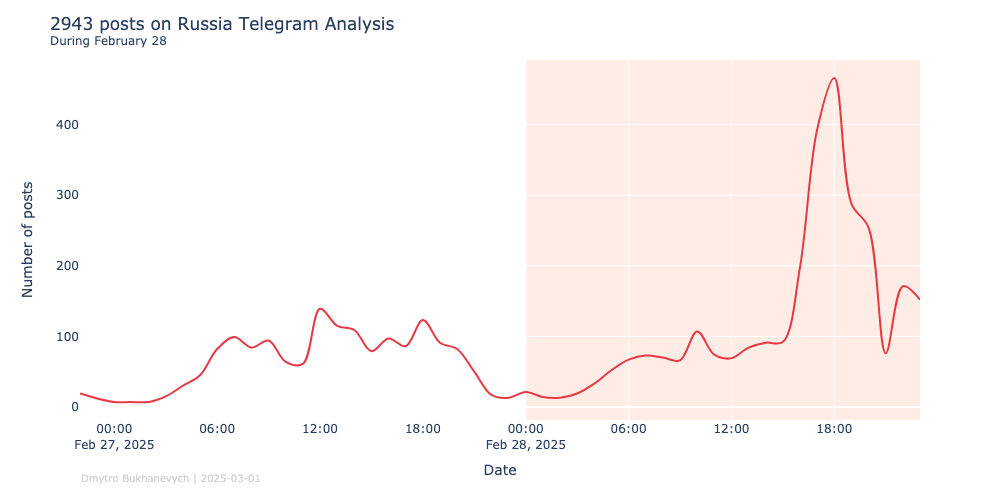 2943 posts on Russia Telegram Analysis
During February 28
Number of posts
400
300
200
100
0
00:00 06:00 12:00 18:00 00:00 06:00 12:00 18:00
Feb 27, 2025 Feb 28, 2025
Date
Dmytro Bukhanevych | 2025-03-01